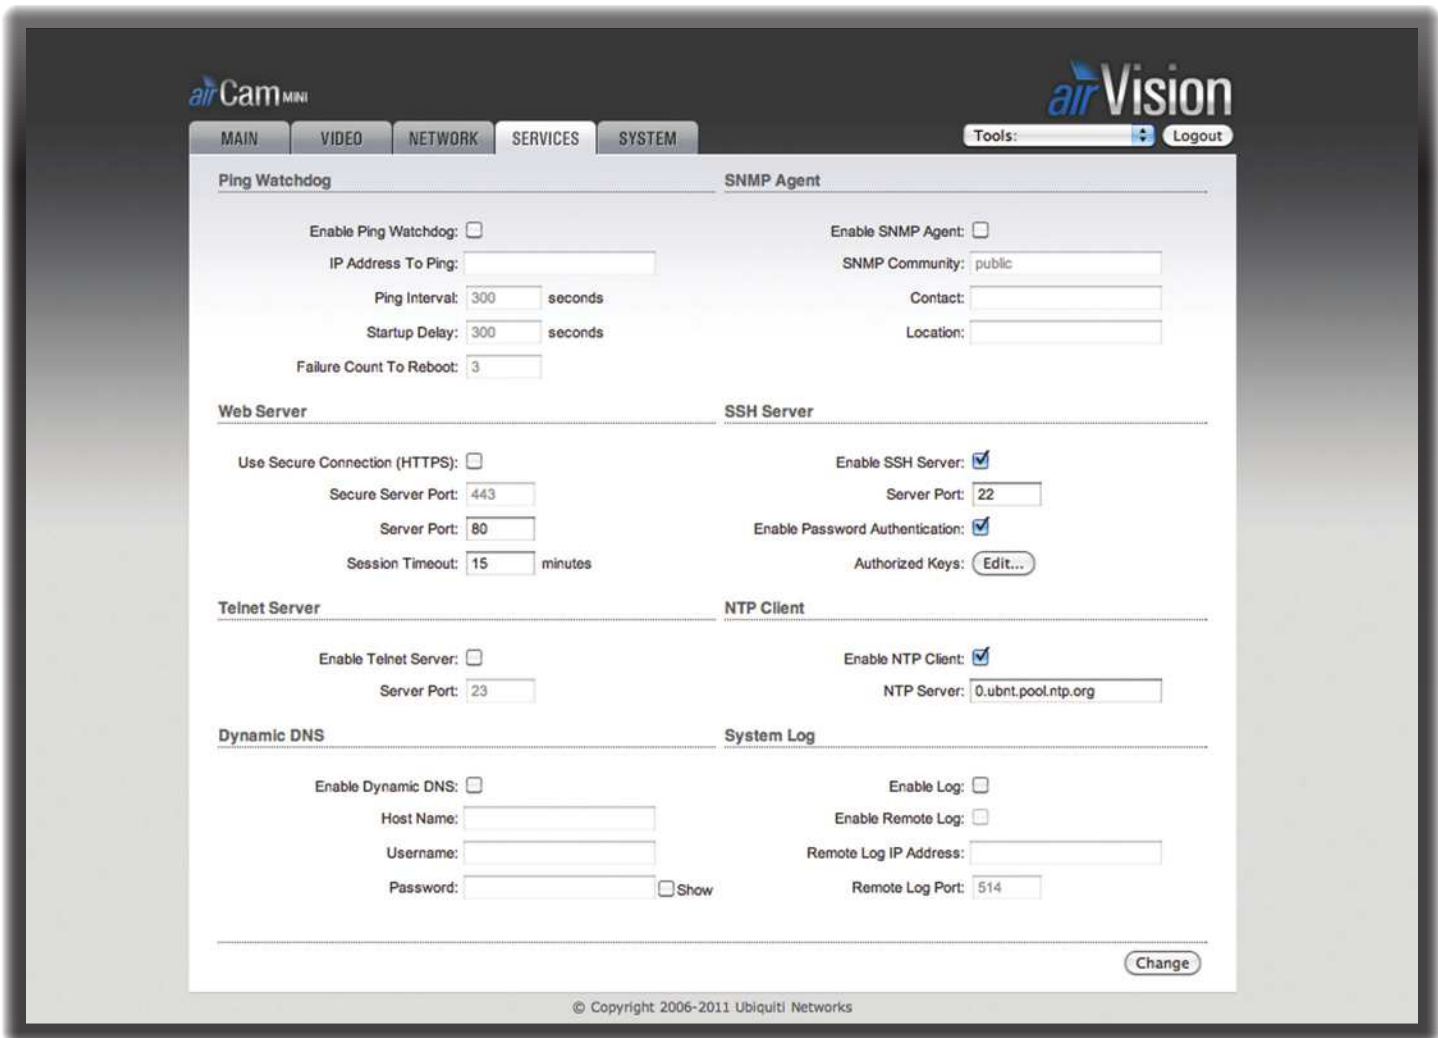 airCam MINI
airVision
MAIN VIDEO NETWORK SERVICES SYSTEM
Tools: Logout
Ping Watchdog
Enable Ping Watchdog:
IP Address To Ping:
Ping Interval: 300 seconds
Startup Delay: 300 seconds
Failure Count To Reboot: 3
SNMP Agent
Enable SNMP Agent:
SNMP Community: public
Contact:
Location:
Web Server
Use Secure Connection (HTTPS):
Secure Server Port: 443
Server Port: 80
Session Timeout: 15 minutes
SSH Server
Enable SSH Server:
Server Port: 22
Enable Password Authentication:
Authorized Keys: Edit...
Telnet Server
Enable Telnet Server:
Server Port: 23
NTP Client
Enable NTP Client:
NTP Server: 0.ubnt.pool.ntp.org
Dynamic DNS
Enable Dynamic DNS:
Host Name:
Username:
Password: Show
System Log
Enable Log:
Enable Remote Log:
Remote Log IP Address:
Remote Log Port: 514
Change
© Copyright 2006-2011 Ubiquiti Networks